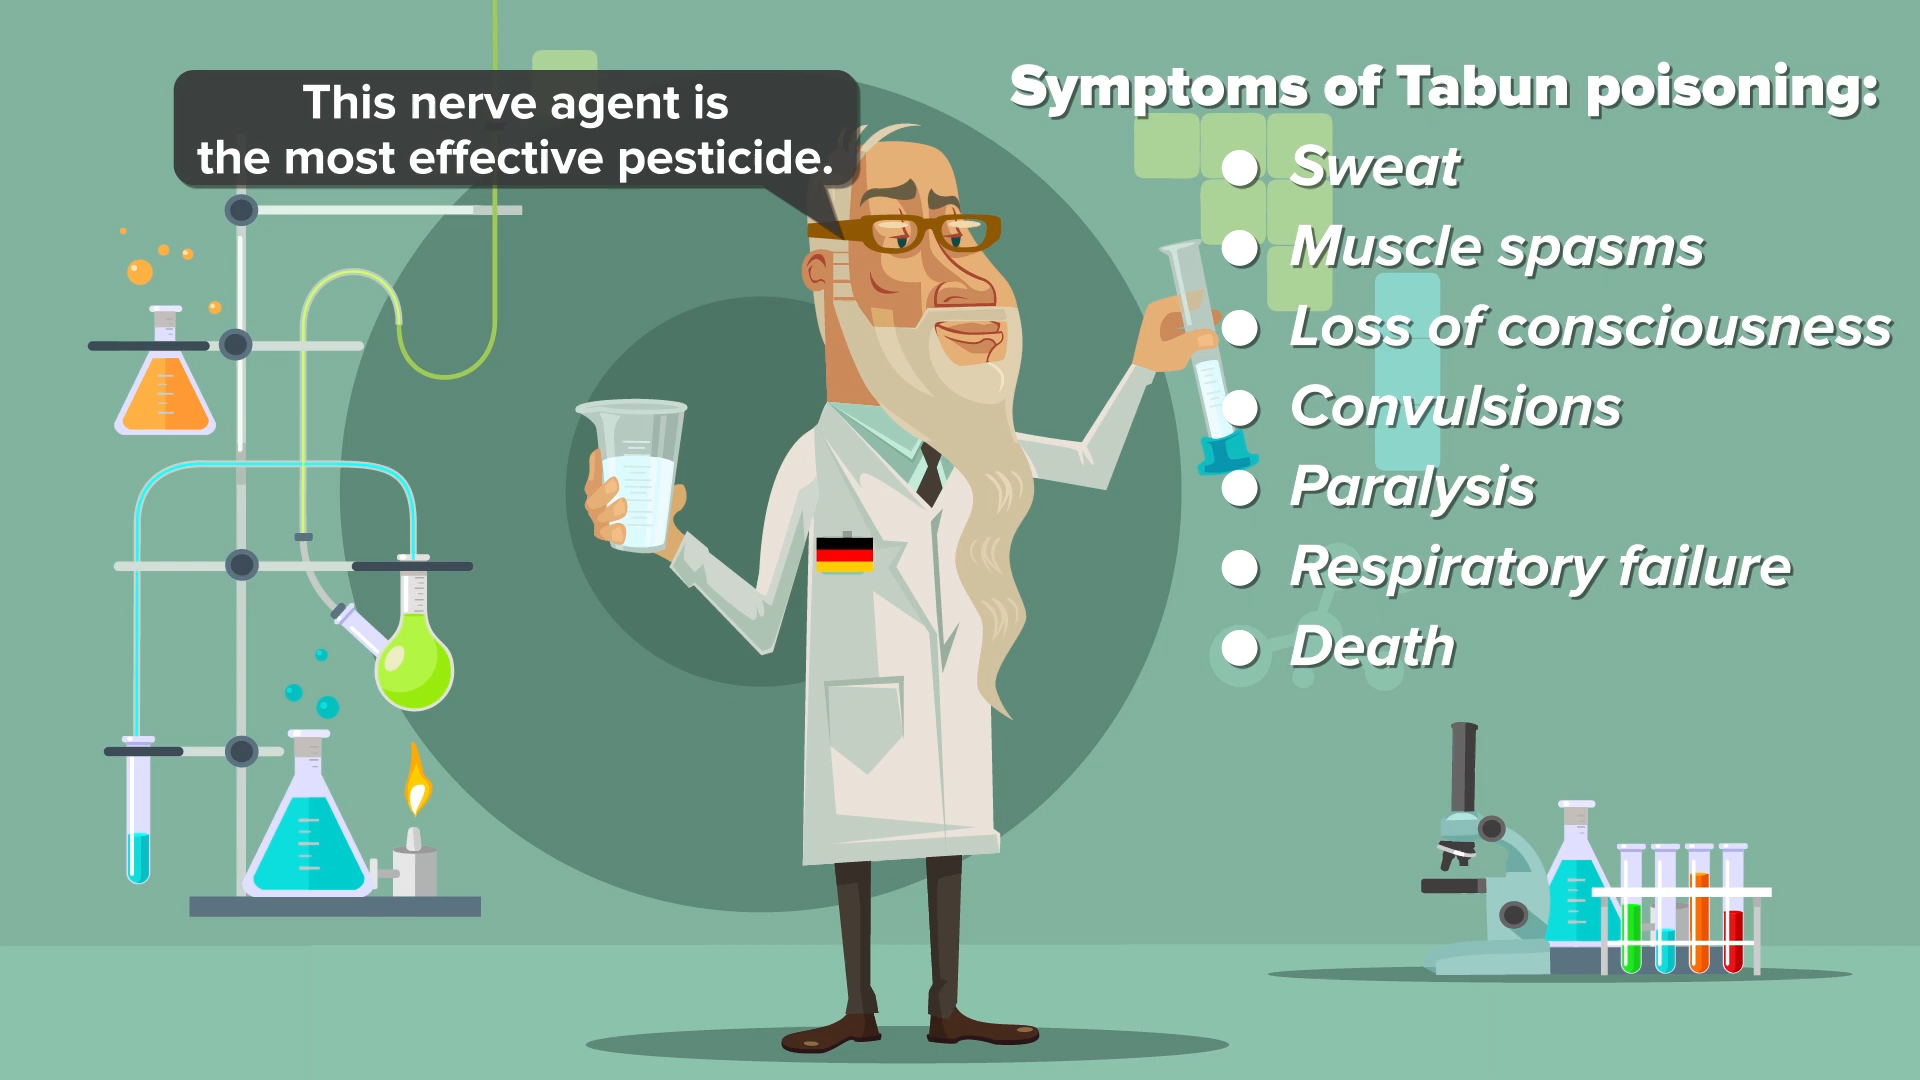 This nerve agent is
the most effective pesticide.
Symptoms of Tabun poisoning:
● Sweat
● Muscle spasms
● Loss of consciousness
● Convulsions
● Paralysis
● Respiratory failure
● Death